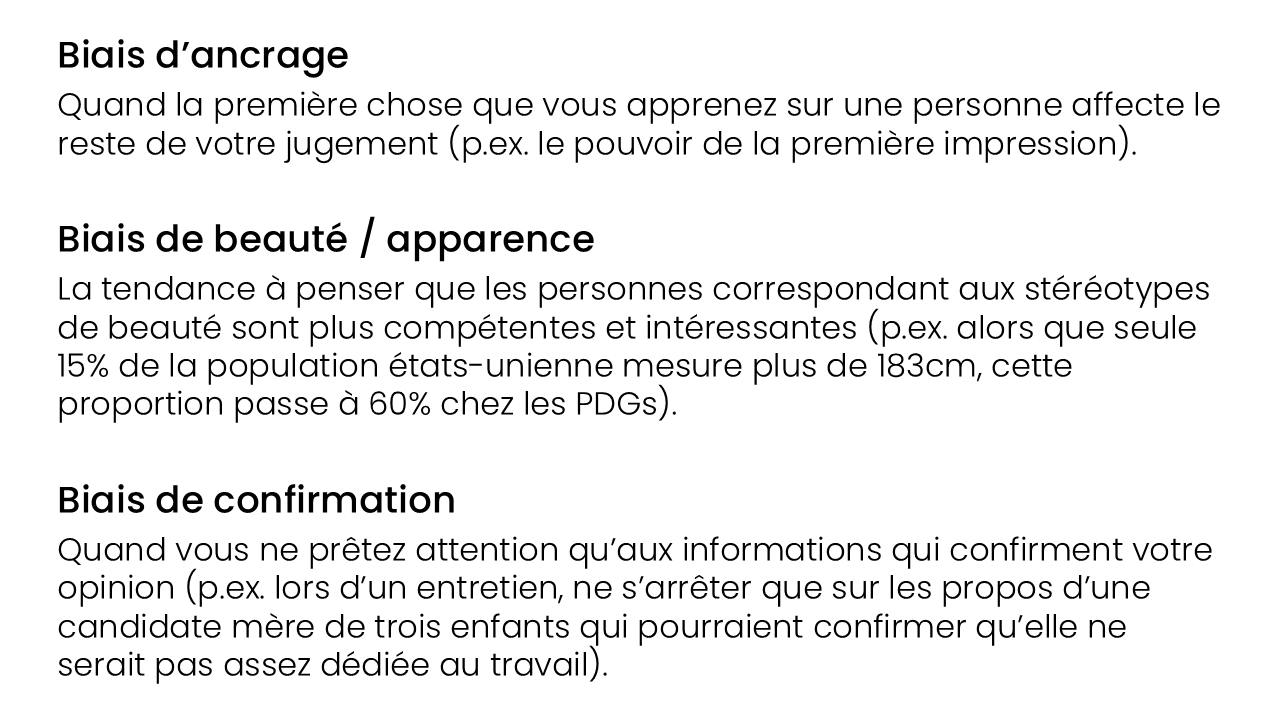 Biais d’ancrage
Quand la première chose que vous apprenez sur une personne affecte le
reste de votre jugement (p.ex. le pouvoir de la première impression).
Biais de beauté / apparence
La tendance à penser que les personnes correspondant aux stéréotypes
de beauté sont plus compétentes et intéressantes (p.ex. alors que seule
15% de la population états-unienne mesure plus de 183cm, cette
proportion passe à 60% chez les PDGs).
Biais de confirmation
Quand vous ne prêtez attention qu’aux informations qui confirment votre
opinion (p.ex. lors d’un entretien, ne s’arrêter que sur les propos d’une
candidate mère de trois enfants qui pourraient confirmer qu’elle ne
serait pas assez dédiée au travail).